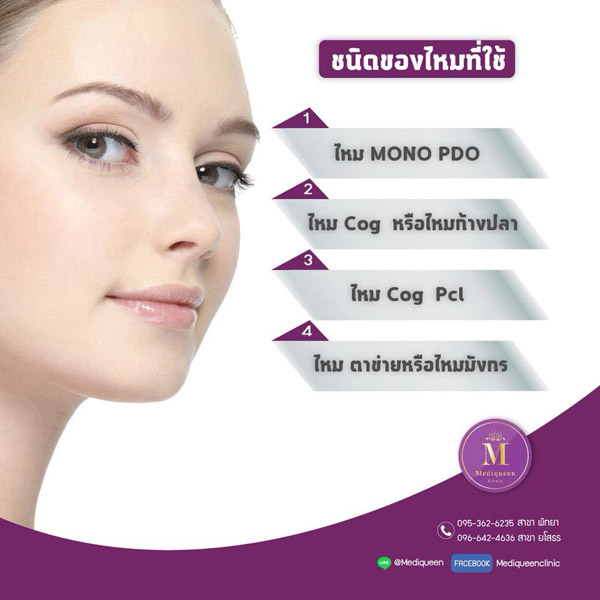 ชนิดของไหมที่ใช้
1
ไหม MONO PDO
2
ไหม Cog หรือไหมก้างปลา
3
ไหม Cog Pcl
4
ไหม ตาข่ายหรือไหมมังกร
M
Mediqueen
Clinic
095-362-6235 สาขา พัทยา
096-642-4636 สาขา ยโสธร
LINE @Mediqueen FACEBOOK Mediqueenclinic